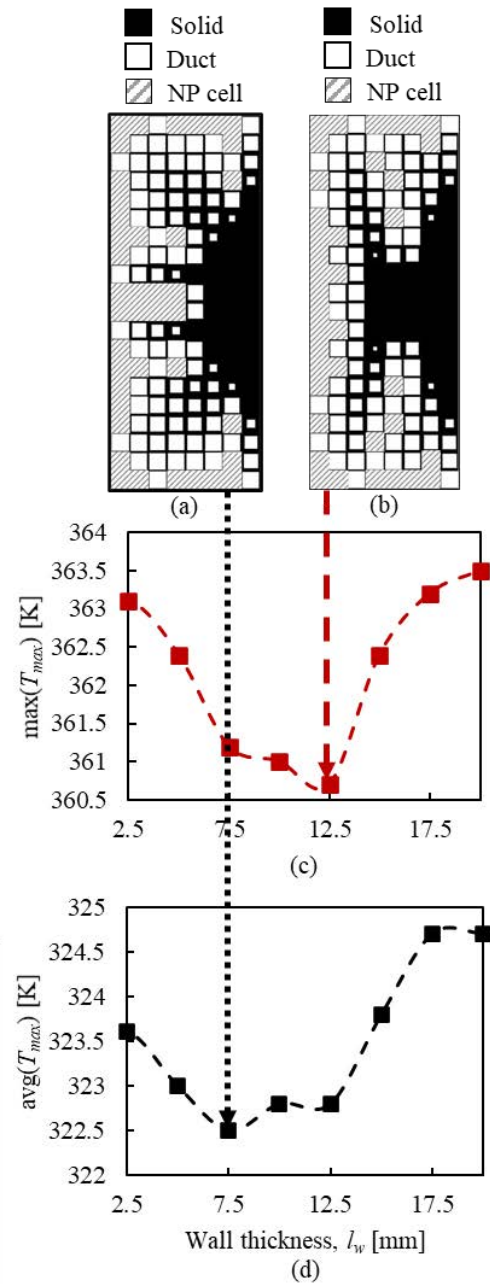 Solid Solid
Duct Duct
NP cell NP cell
(a) (b)
364
363.5
363
362.5
362
361.5
361
360.5
max(Tmax) [K]
2.5 7.5 12.5 17.5
(c)
325
324.5
324
323.5
323
322.5
322
avg(Tmax) [K]
2.5 7.5 12.5 17.5
Wall thickness, lw [mm]
(d)